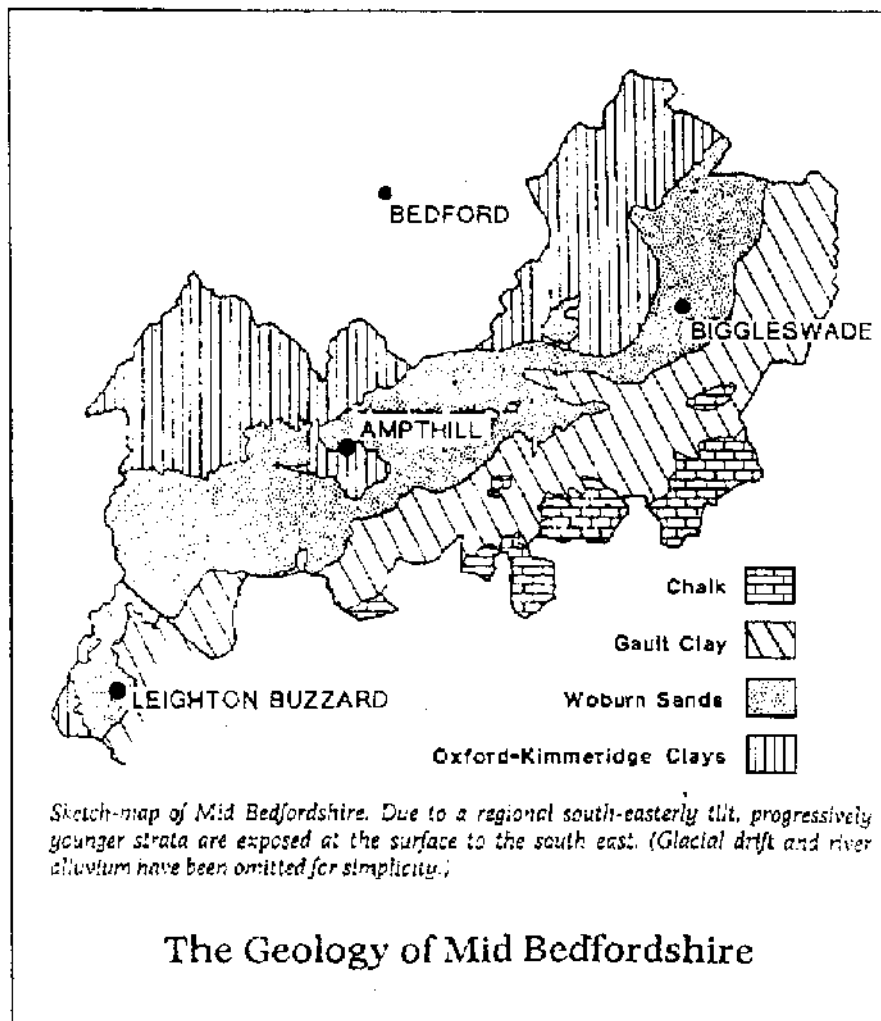 BEDFORD
BIGGLESWADE
AMPTHILL
Chalk
Gault Clay
LEIGHTON BUZZARD
Woburn Sands
Oxford-Kimmeridge Clays
Sketch-map of Mid Bedfordshire. Due to a regional south-easterly tilt, progressively
younger strata are exposed at the surface to the south east. (Glacial drift and river
alluvium have been omitted for simplicity.)
The Geology of Mid Bedfordshire